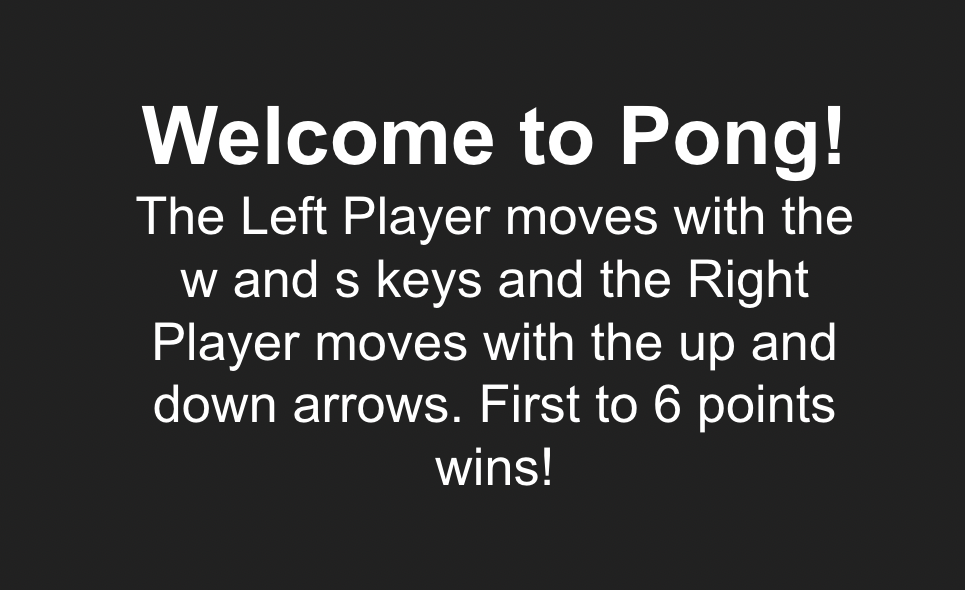 Welcome to Pong!
The Left Player moves with the
w and s keys and the Right
Player moves with the up and
down arrows. First to 6 points
wins!